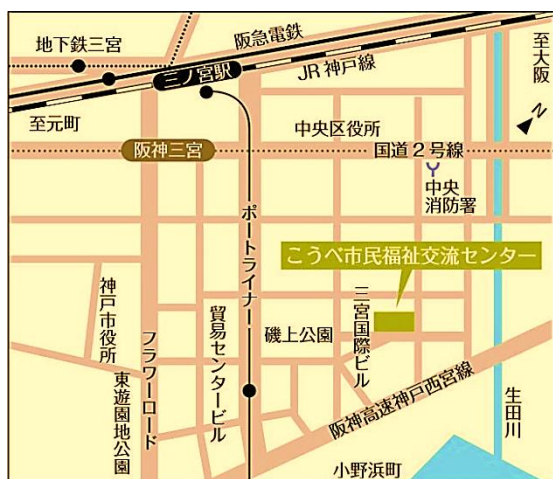 地下鉄三宮
阪急電鉄
三ノ宮駅
JR神戸線
至大阪
至元町
N
中央区役所
阪神三宮
国道2号線
中央
消防署
ポートライナー
こうべ市民福祉交流センター
神戸市役所
フラワーロード
東遊園地公園
貿易センタービル
磯上公園
三宮国際ビル
阪神高速神戸西宮線
生田川
小野浜町